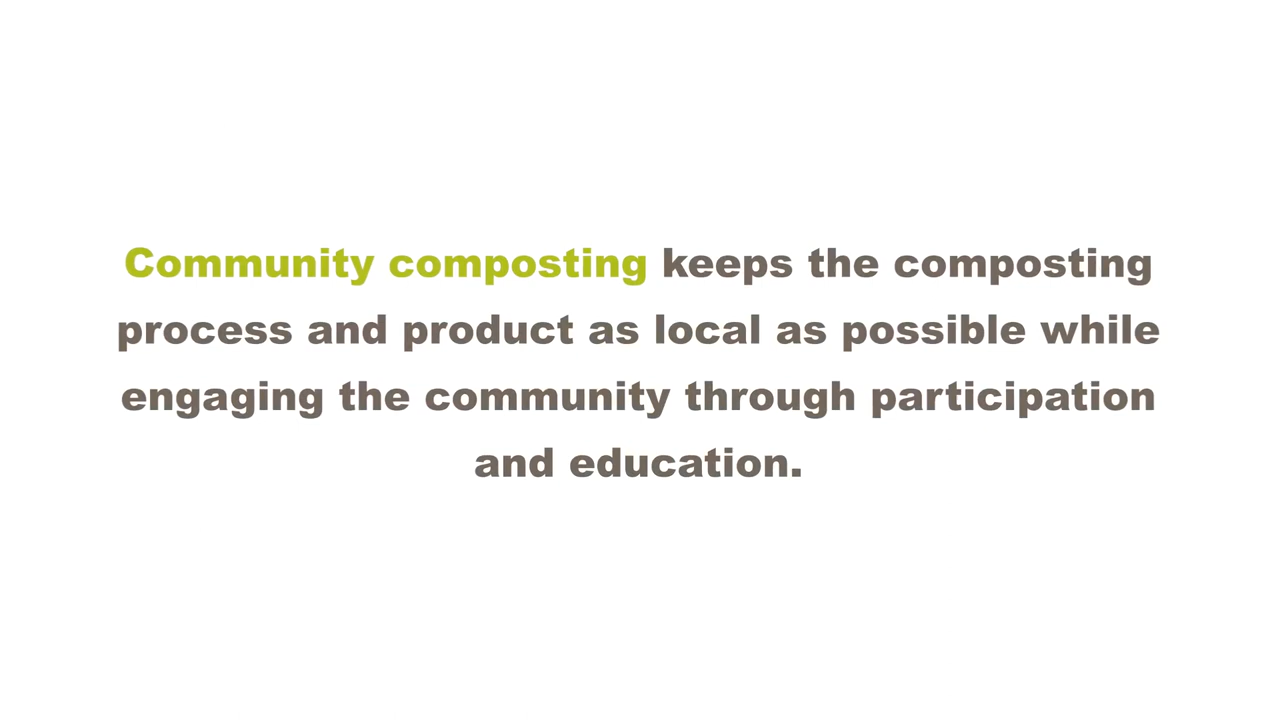 Community composting keeps the composting
process and product as local as possible while
engaging the community through participation
and education.